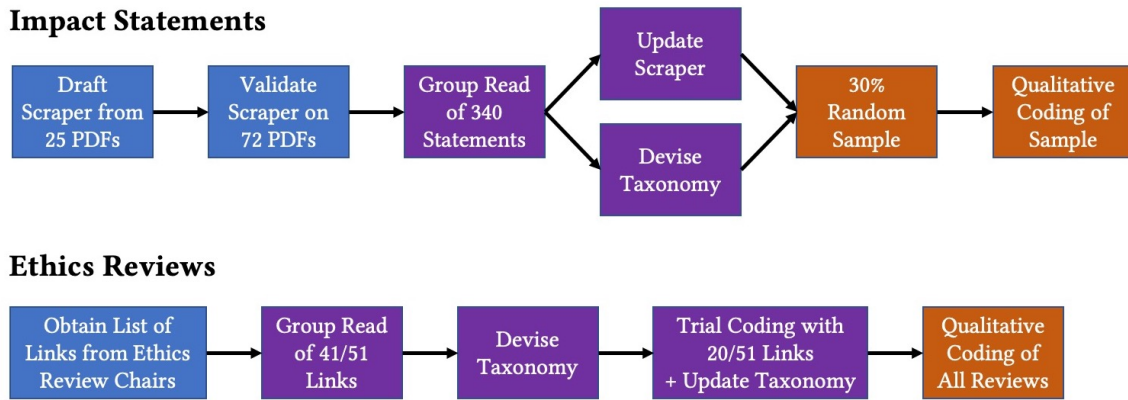 Impact Statements
Draft
Scraper from
25 PDFs
Validate
Scraper on
72 PDFs
Group Read
of 340
Statements
Update
Scraper
Devise
Taxonomy
30%
Random
Sample
Qualitative
Coding of
Sample
Ethics Reviews
Obtain List of
Links from Ethics
Review Chairs
Group Read
of 41/51
Links
Devise
Taxonomy
Trial Coding with
20/51 Links
+ Update Taxonomy
Qualitative
Coding of
All Reviews